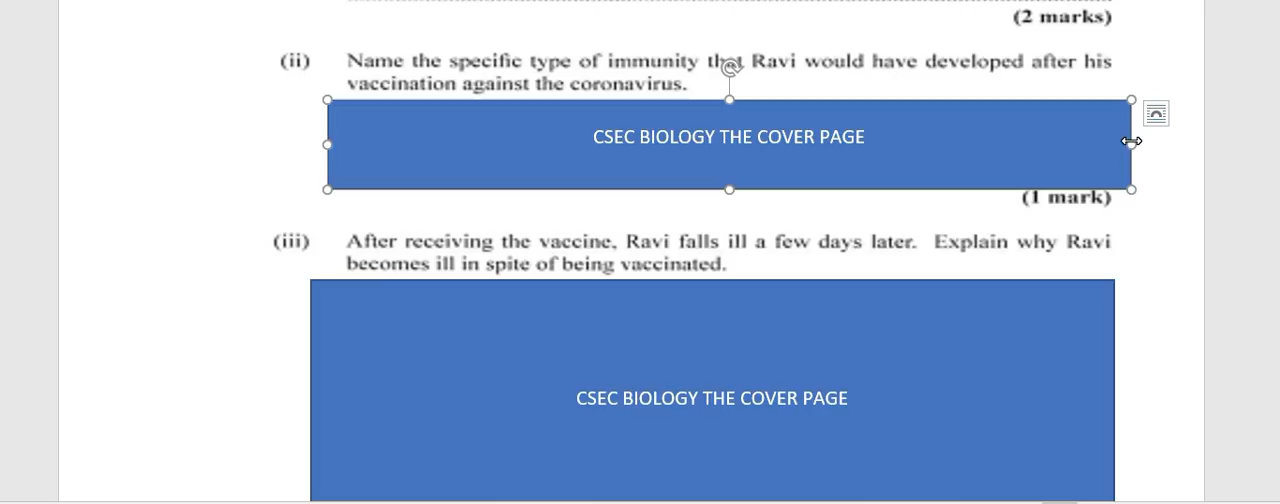 (2 marks)
(ii) Name the specific type of immunity that Ravi would have developed after his
vaccination against the coronavirus.
CSEC BIOLOGY THE COVER PAGE
(1 mark)
(iii) After receiving the vaccine, Ravi falls ill a few days later. Explain why Ravi
becomes ill in spite of being vaccinated.
CSEC BIOLOGY THE COVER PAGE